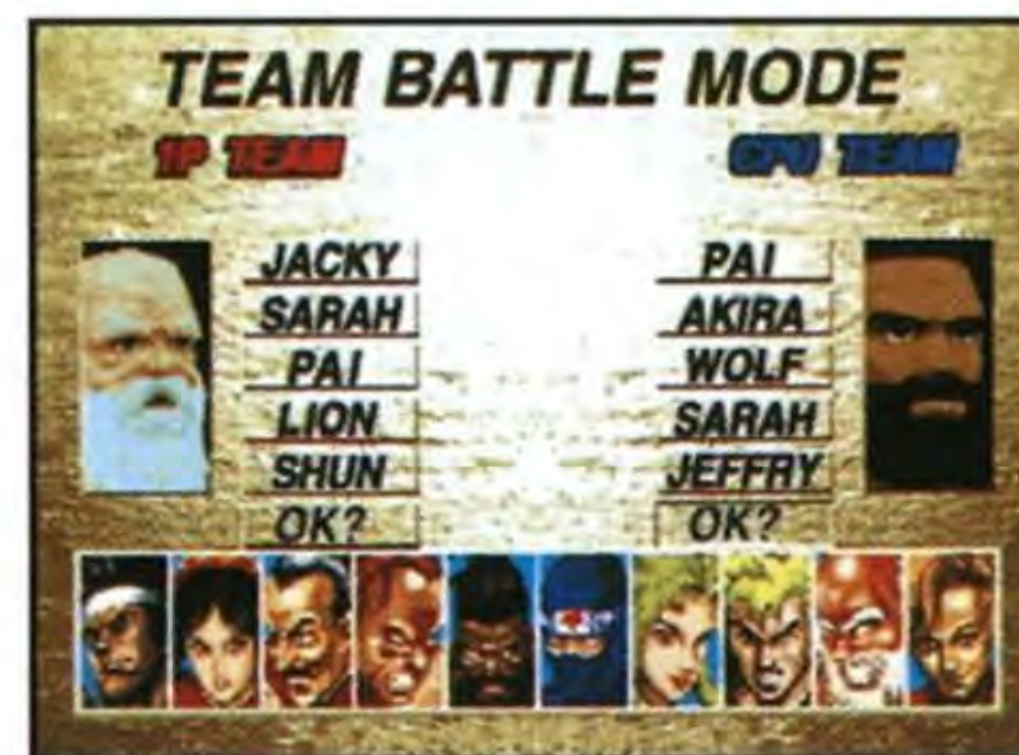 TEAM BATTLE MODE
1P TEAM CPU TEAM
JACKY PAI
SARAH AKIRA
PAI WOLF
LION SARAH
SHUN JEFFRY
OK? OK?